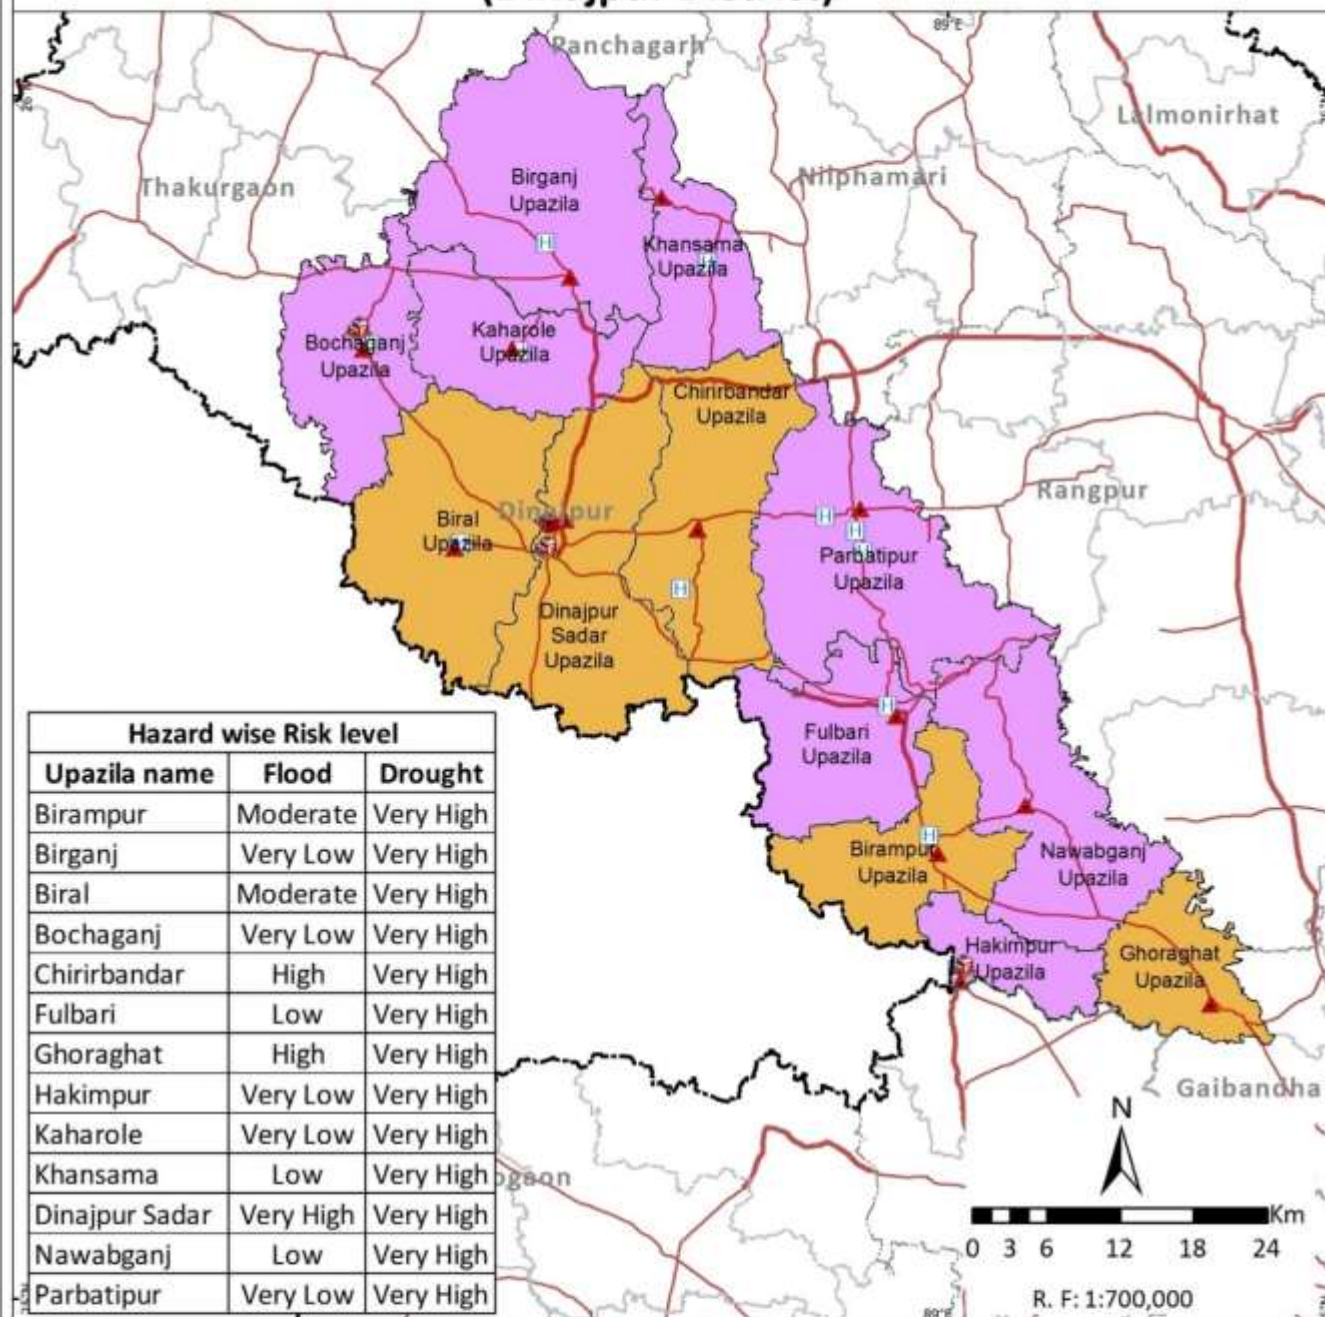 Panchagarh
89°E
Lalmonirhat
Thakurgaon
Nilphamari
Birganj
Upazila
H
Khansama
Upazila
H
Bochaganj
Upazila
Kaharole
Upazila
Chirirbandar
Upazila
Rangpur
Dinajpur
Biral
Upazila
H
H
Parbatipur
Upazila
H
Dinajpur
Sadar
Upazila
H
Fulbari
Upazila
H
Birampur
Upazila
Nawabganj
Upazila
Hakimpur
Upazila
Ghoraghat
Upazila
Gaibandha
Hazard wise Risk level
Upazila name Flood Drought
Birampur Moderate Very High
Birganj Very Low Very High
Biral Moderate Very High
Bochaganj Very Low Very High
Chirirbandar High Very High
Fulbari Low Very High
Ghoraghat High Very High
Hakimpur Very Low Very High
Kaharole Very Low Very High
Khansama Low Very High
Dinajpur Sadar Very High Very High
Nawabganj Low Very High
Parbatipur Very Low Very High
N
Km
0 3 6 12 18 24
R. F: 1:700,000
89°E